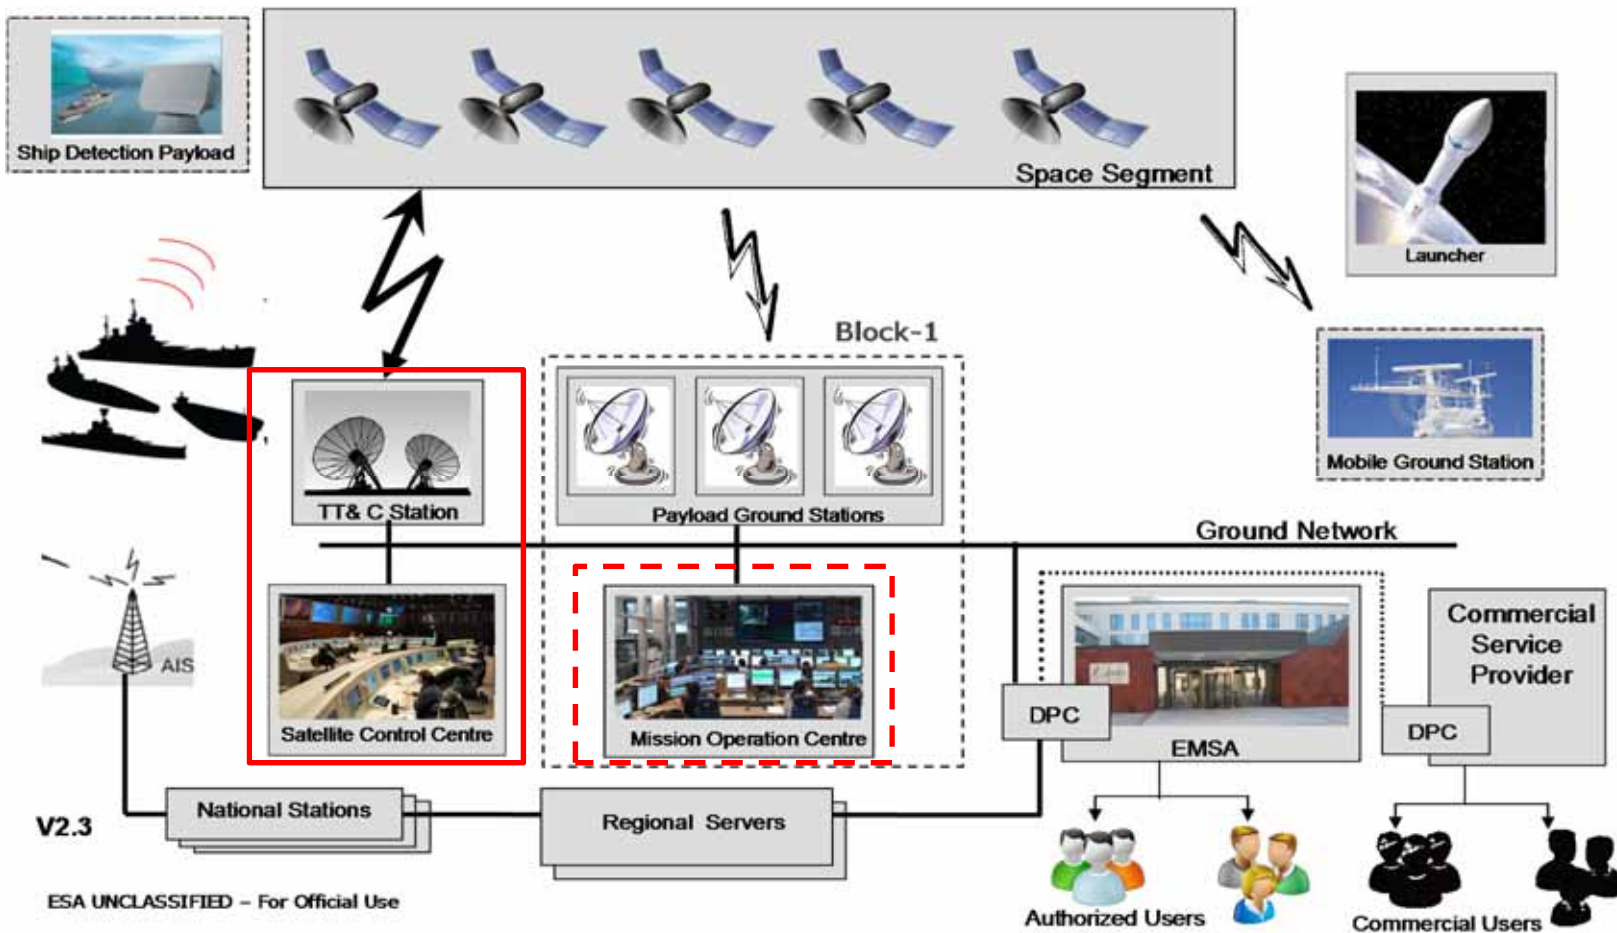 Ship Detection Payload
Space Segment
Launcher
Block-1
Mobile Ground Station
TT& C Station
Payload Ground Stations
Ground Network
AIS
Satellite Control Centre
Mission Operation Centre
DPC
EMSA
Commercial
Service
Provider
DPC
National Stations
Regional Servers
V2.3
ESA UNCLASSIFIED – For Official Use
Authorized Users
Commercial Users